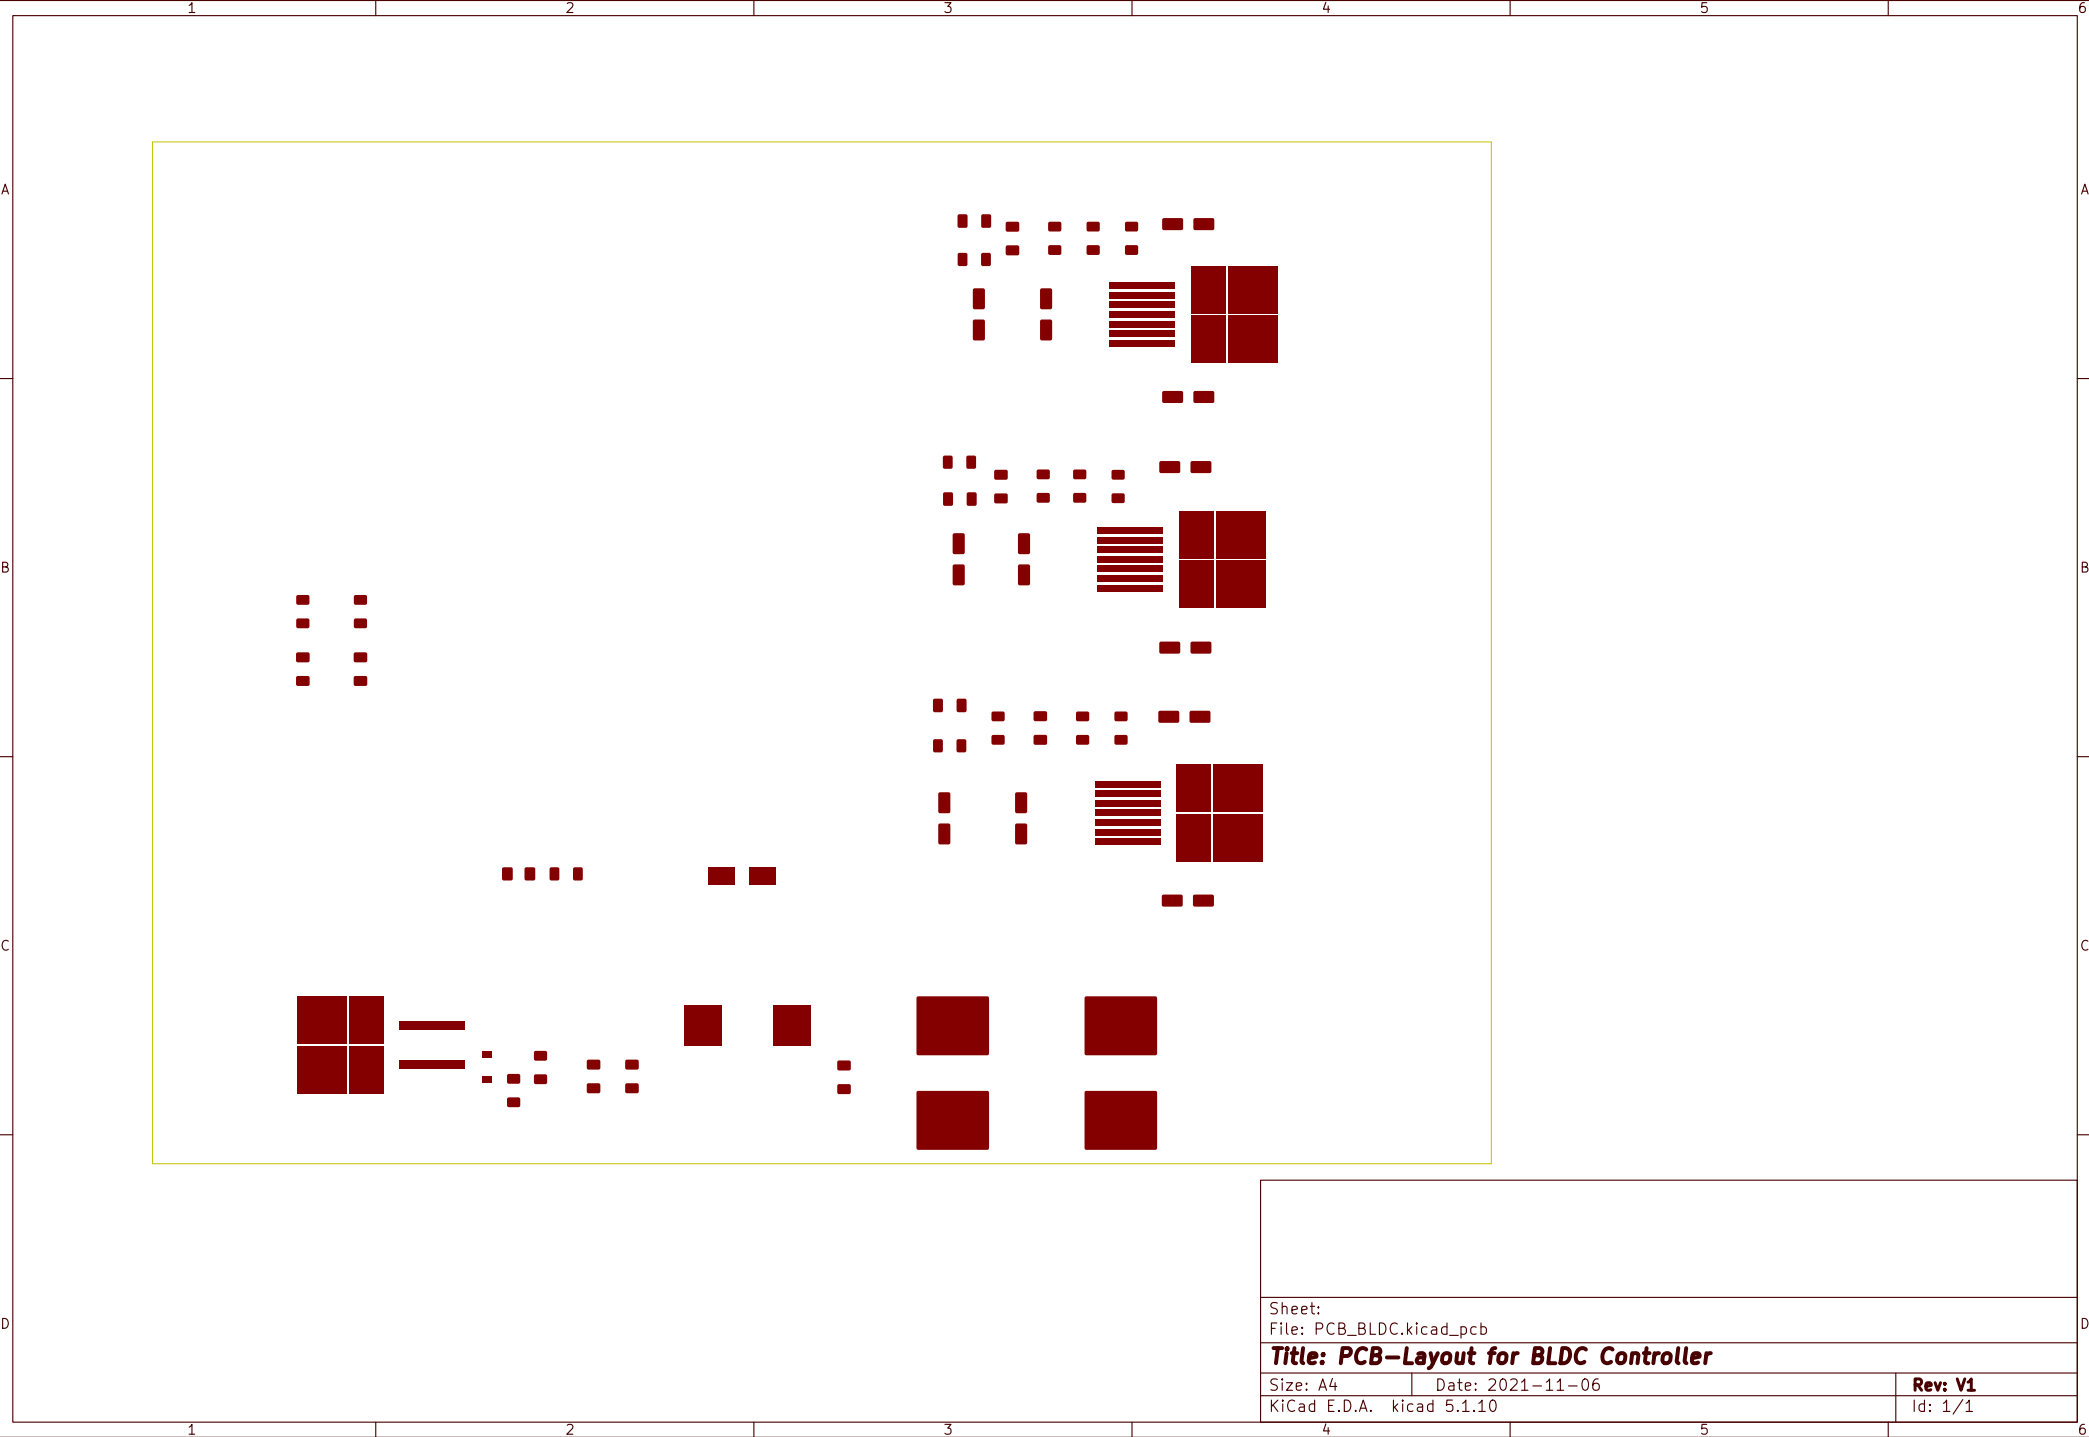 1 2 3 4 5 6
A A
B B
C C
Sheet:
File: PCB_BLDC.kicad_pcb
D D
Title: PCB-Layout for BLDC Controller
Size: A4 Date: 2021-11-06 Rev: V1
KiCad E.D.A. kicad 5.1.10 Id: 1/1
1 2 3 4 5 6